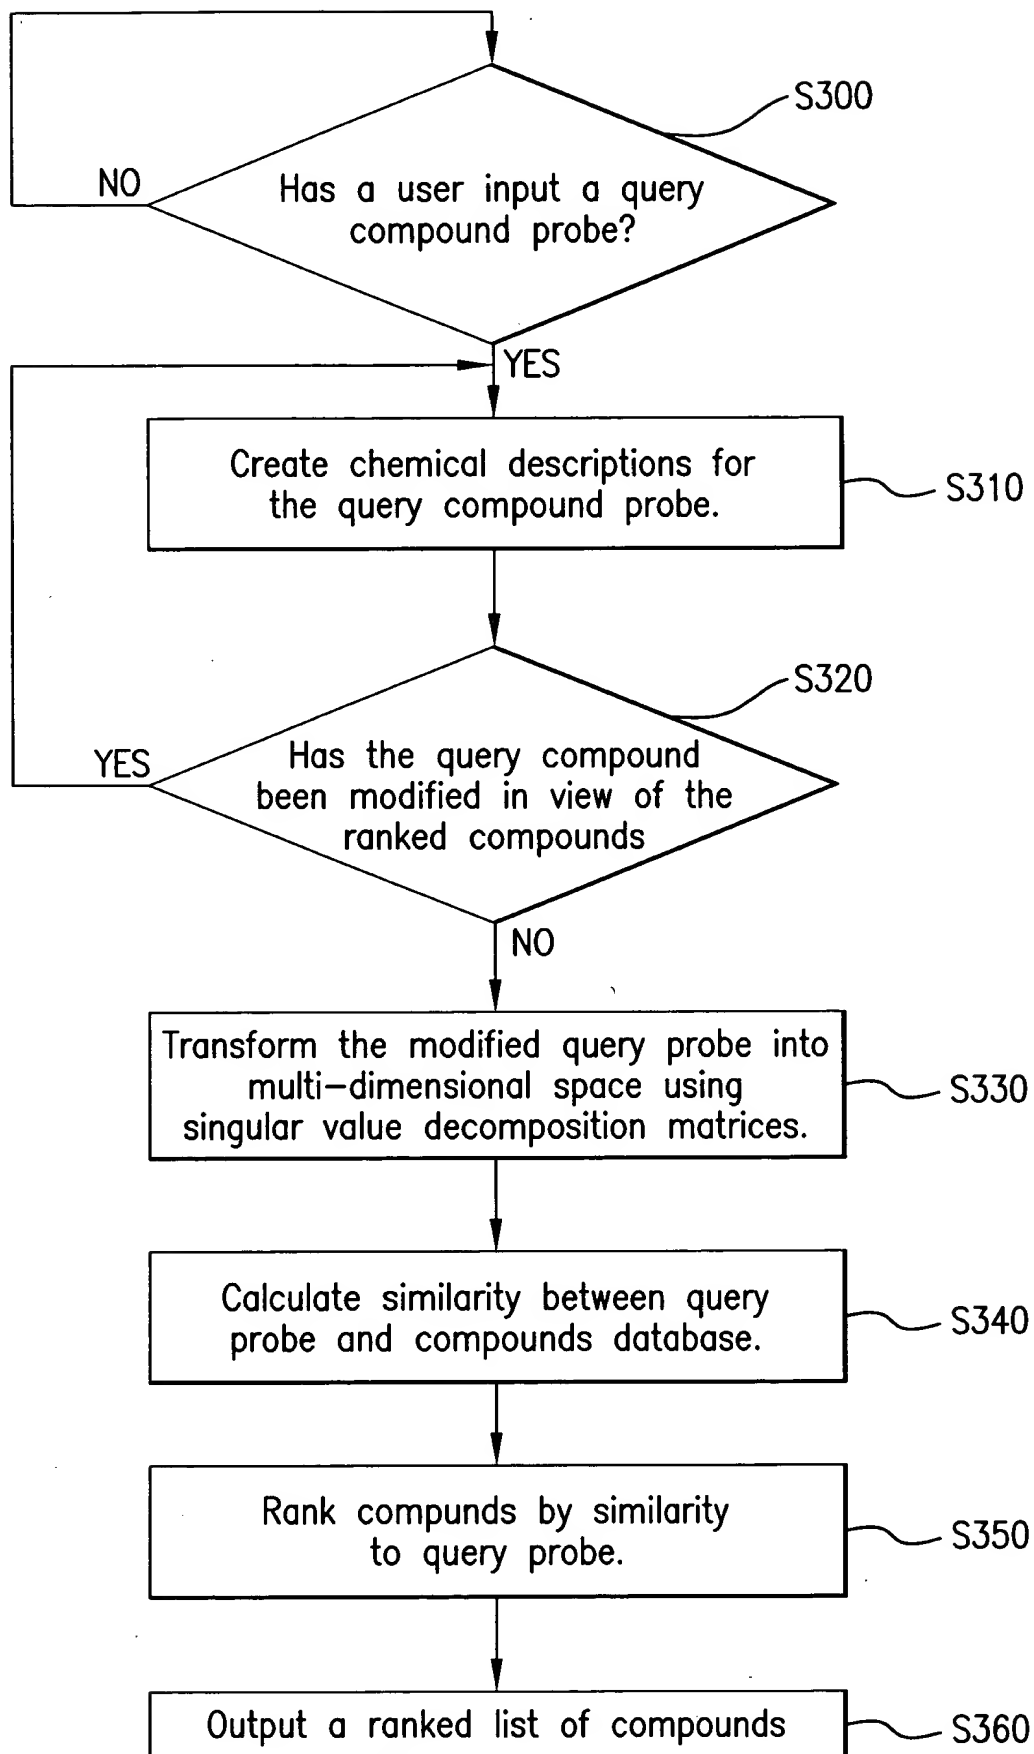 S300
NO
Has a user input a query
compound probe?
YES
Create chemical descriptions for
the query compound probe.
S310
S320
YES
Has the query compound
been modified in view of the
ranked compounds
NO
Transform the modified query probe into
multi-dimensional space using
singular value decomposition matrices.
S330
Calculate similarity between query
probe and compounds database.
S340
Rank compunds by similarity
to query probe.
S350
Output a ranked list of compounds
S360